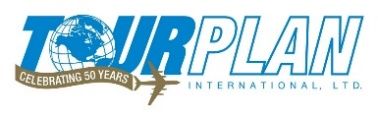 TOURPLAN
CELEBRATING 50 YEARS
INTERNATIONAL, LTD.